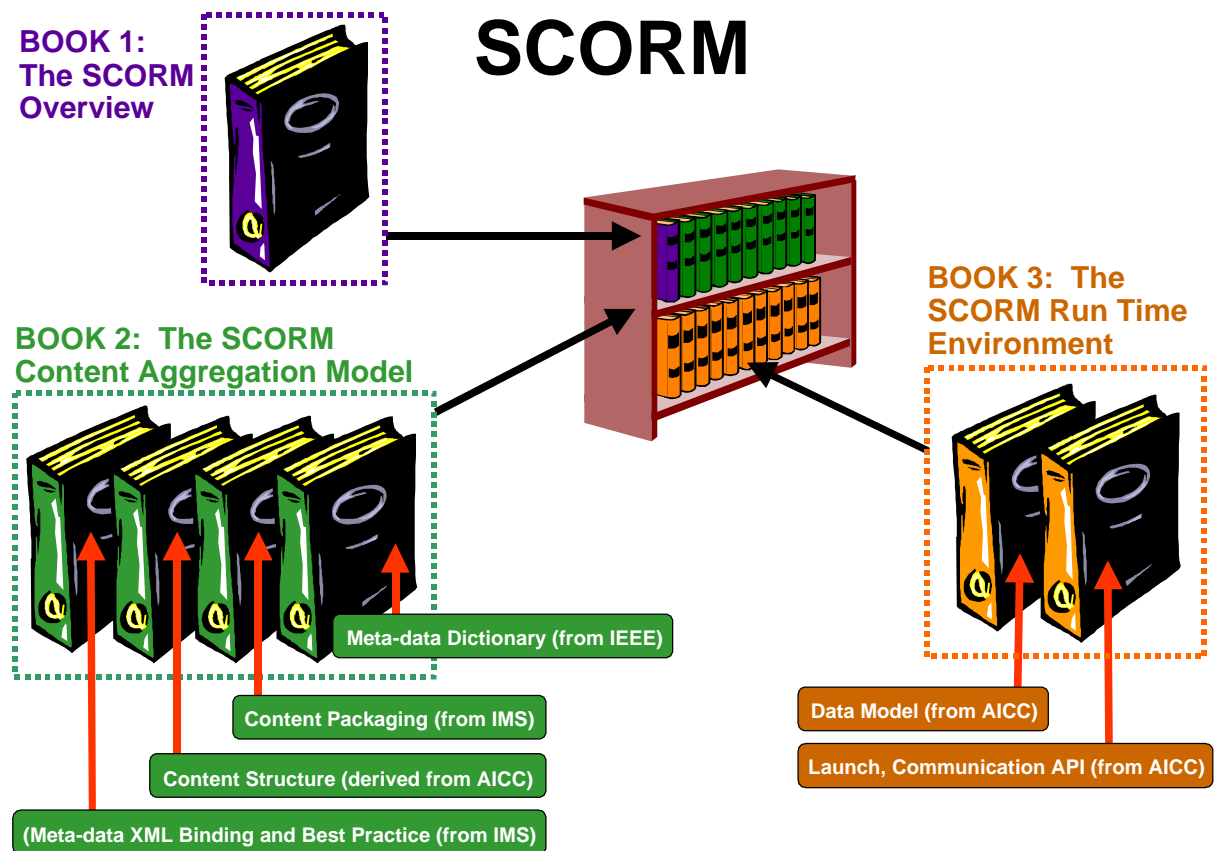 SCORM
BOOK 1:
The SCORM
Overview
BOOK 2:  The SCORM
Content Aggregation Model
BOOK 3:  The
SCORM Run Time
Environment
Meta-data Dictionary (from IEEE)
Content Packaging (from IMS)
Content Structure (derived from AICC)
(Meta-data XML Binding and Best Practice (from IMS)
Data Model (from AICC)
Launch, Communication API (from AICC)